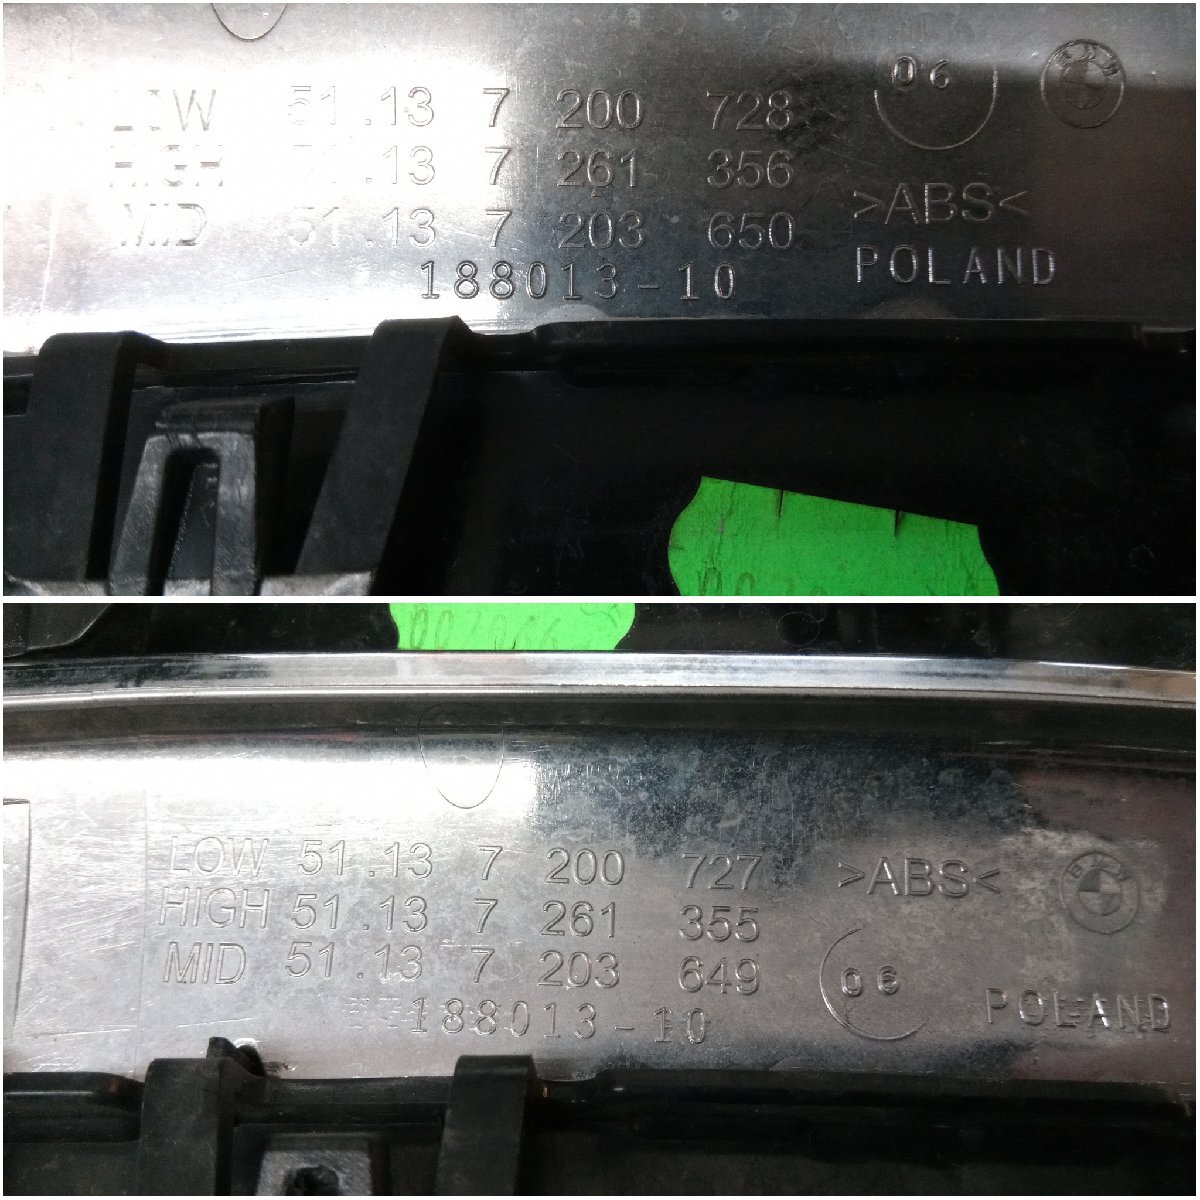 06
BMW
LOW 51.13 7 200 728
HIGH 51.13 7 261 356
MID 51.13 7 203 650
>ABS<
188013-10
POLAND
LOW 51.13 7 200 727
>ABS<
BMW
HIGH 51.13 7 261 355
MID 51.13 7 203 649
06
188013-10
POLAND